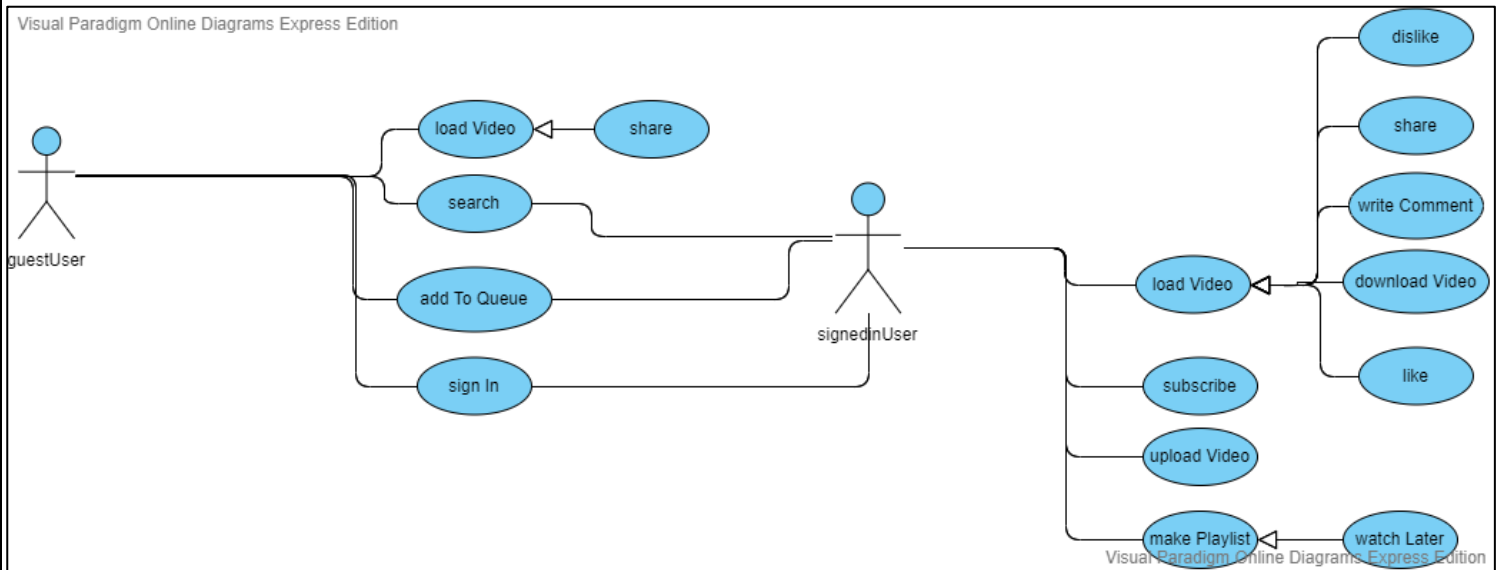 Visual Paradigm Online Diagrams Express Edition
dislike
load Video
share
share
search
write Comment
guestUser
add To Queue
signedinUser
load Video
download Video
sign In
subscribe
like
upload Video
make Playlist
watch Later
Visual Paradigm Online Diagrams Express Edition